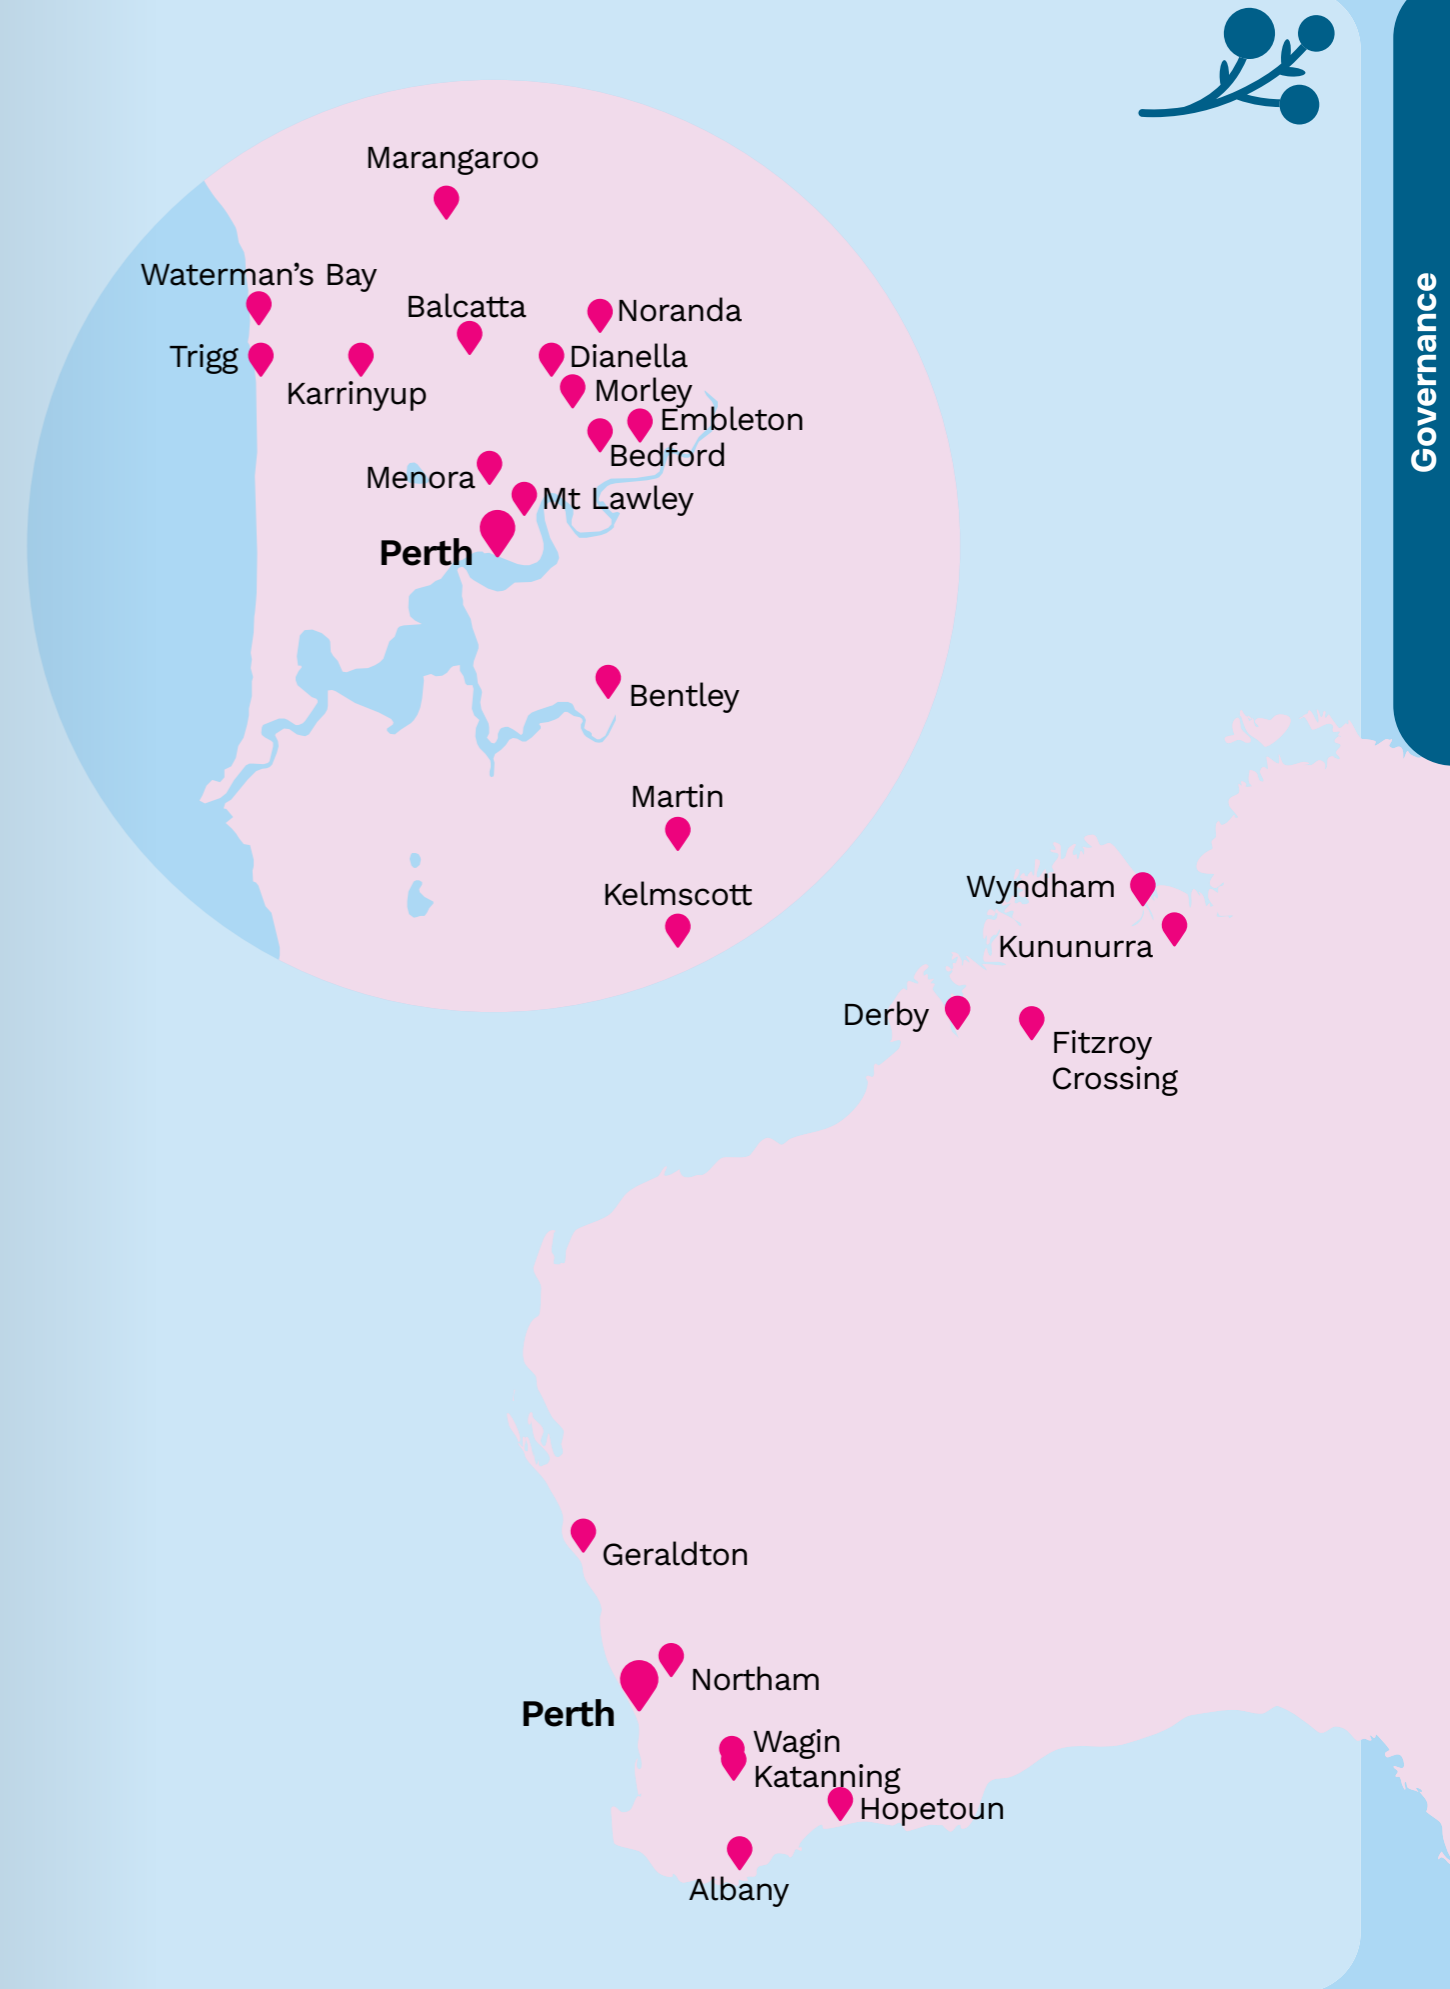 Governance
Marangaroo
Waterman’s Bay
Balcatta
Noranda
Trigg
Dianella
Karrinyup
Morley
Embleton
Bedford
Menora
Mt Lawley
Perth
Bentley
Martin
Kelmscott
Wyndham
Kununurra
Derby
Fitzroy
Crossing
Geraldton
Northam
Perth
Wagin
Katanning
Hopetoun
Albany